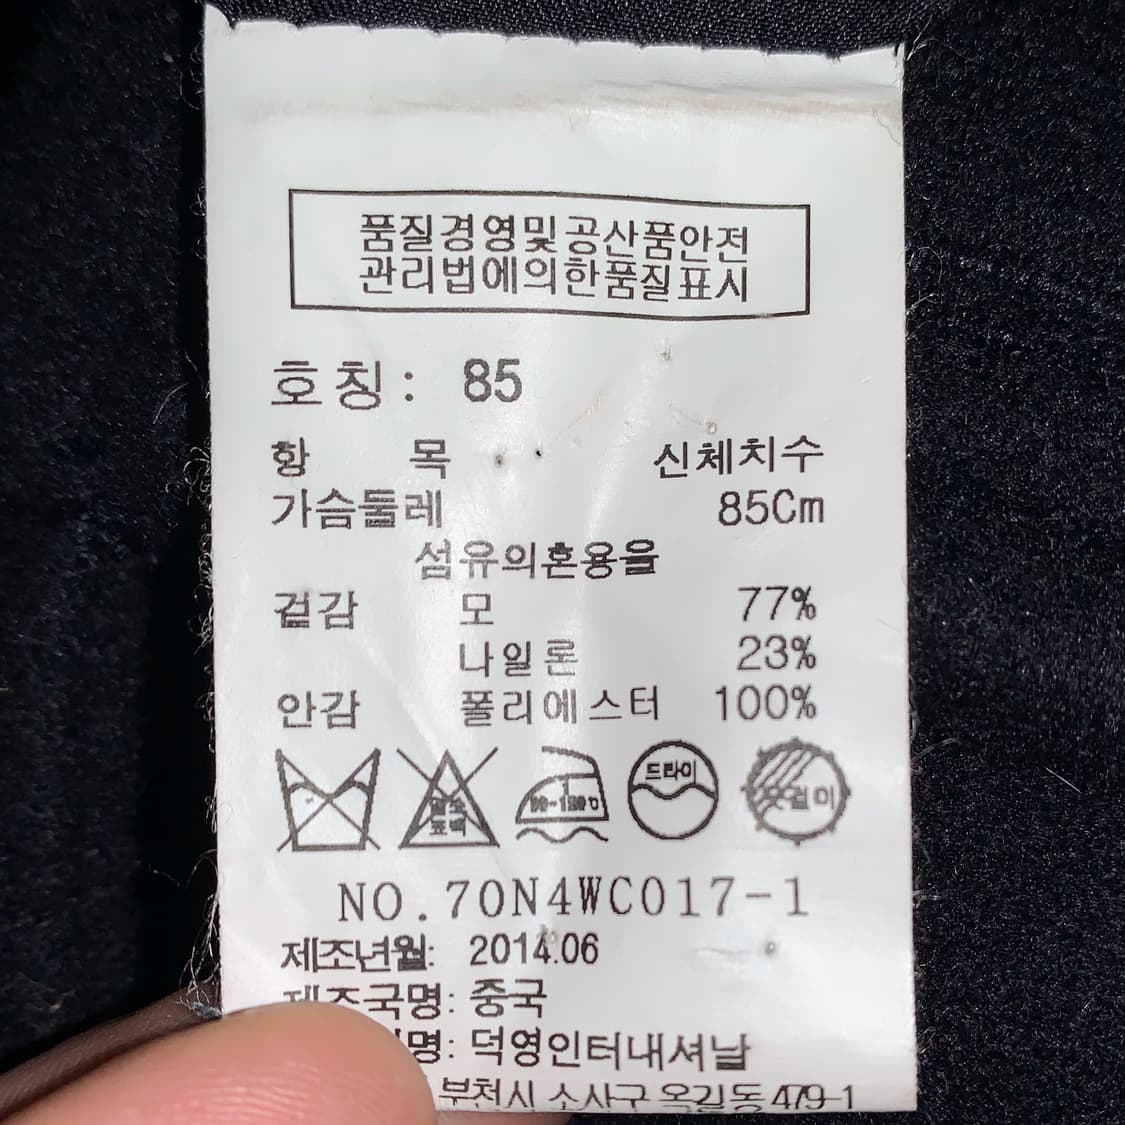 품질경영및공산품안전
관리법에의한품질표시
호칭: 85
항 목 신체치수
가슴둘레 85Cm
섬유의혼용율
겉감 모 77%
나일론 23%
안감 폴리에스터 100%
드라이
NO.70N4WC017-1
제조년월: 2014.06
제조국명: 중국
명: 덕영인터내셔날
부천시 소사구 옥길동 479-1